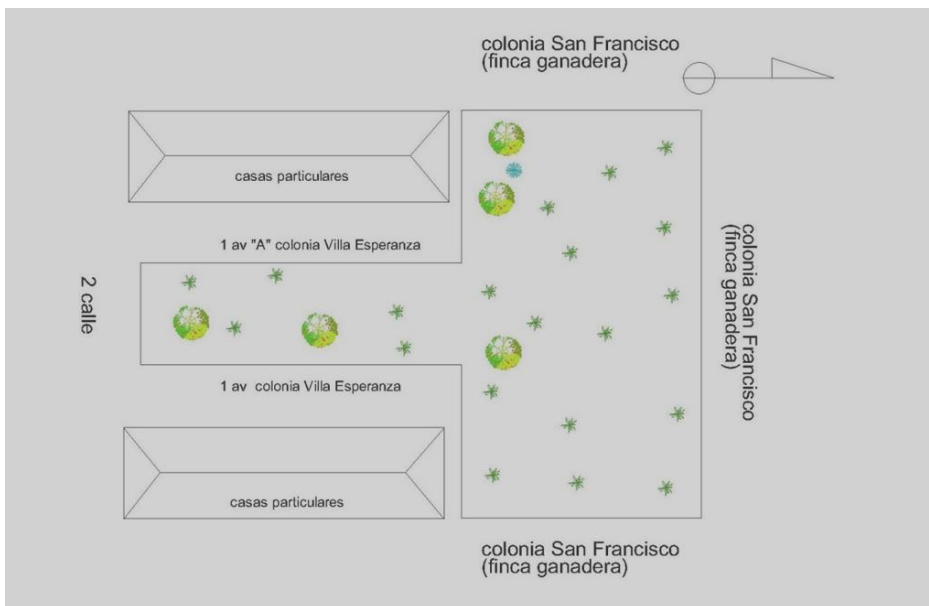 colonia San Francisco
(finca ganadera)
casas particulares
1 av "A" colonia Villa Esperanza
2 calle
colonia San Francisco
(finca ganadera)
1 av colonia Villa Esperanza
casas particulares
colonia San Francisco
(finca ganadera)